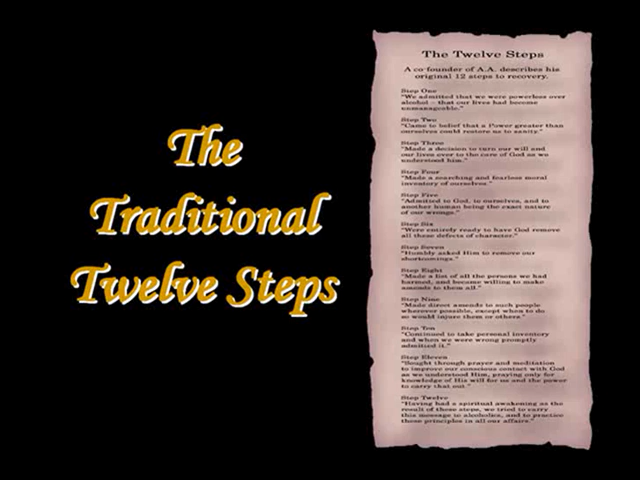 The
Traditional
Twelve Steps
The Twelve Steps
A co-founder of A.A. describes his
original 12 steps to recovery.
Step One
"We admitted that we were powerless over
alcohol - that our lives had become
unmanageable."
Step Two
"Came to belief that a Power greater than
ourselves could restore us to sanity."
Step Three
"Made a decision to turn our will and
our lives over to the care of God as we
understood him."
Step Four
"Made a searching and fearless moral
inventory of ourselves."
Step Five
"Admitted to God, to ourselves, and to
another human being the exact nature
of our wrongs."
Step Six
"Were entirely ready to have God remove
all these defects of character."
Step Seven
"Humbly asked Him to remove our
shortcomings."
Step Eight
"Made a list of all the persons we had
harmed, and became willing to make
amends to them all."
Step Nine
"Made direct amends to such people
wherever possible, except when to do
so would injure them or others."
Step Ten
"Continued to take personal inventory
and when we were wrong promptly
admitted it."
Step Eleven
"Sought through prayer and meditation
to improve our conscious contact with God
as we understood Him, praying only for
knowledge of His will for us and the power
to carry that out."
Step Twelve
"Having had a spiritual awakening as the
result of those steps, we tried to carry
this message to alcoholics, and to practice
these principles in all our affairs."